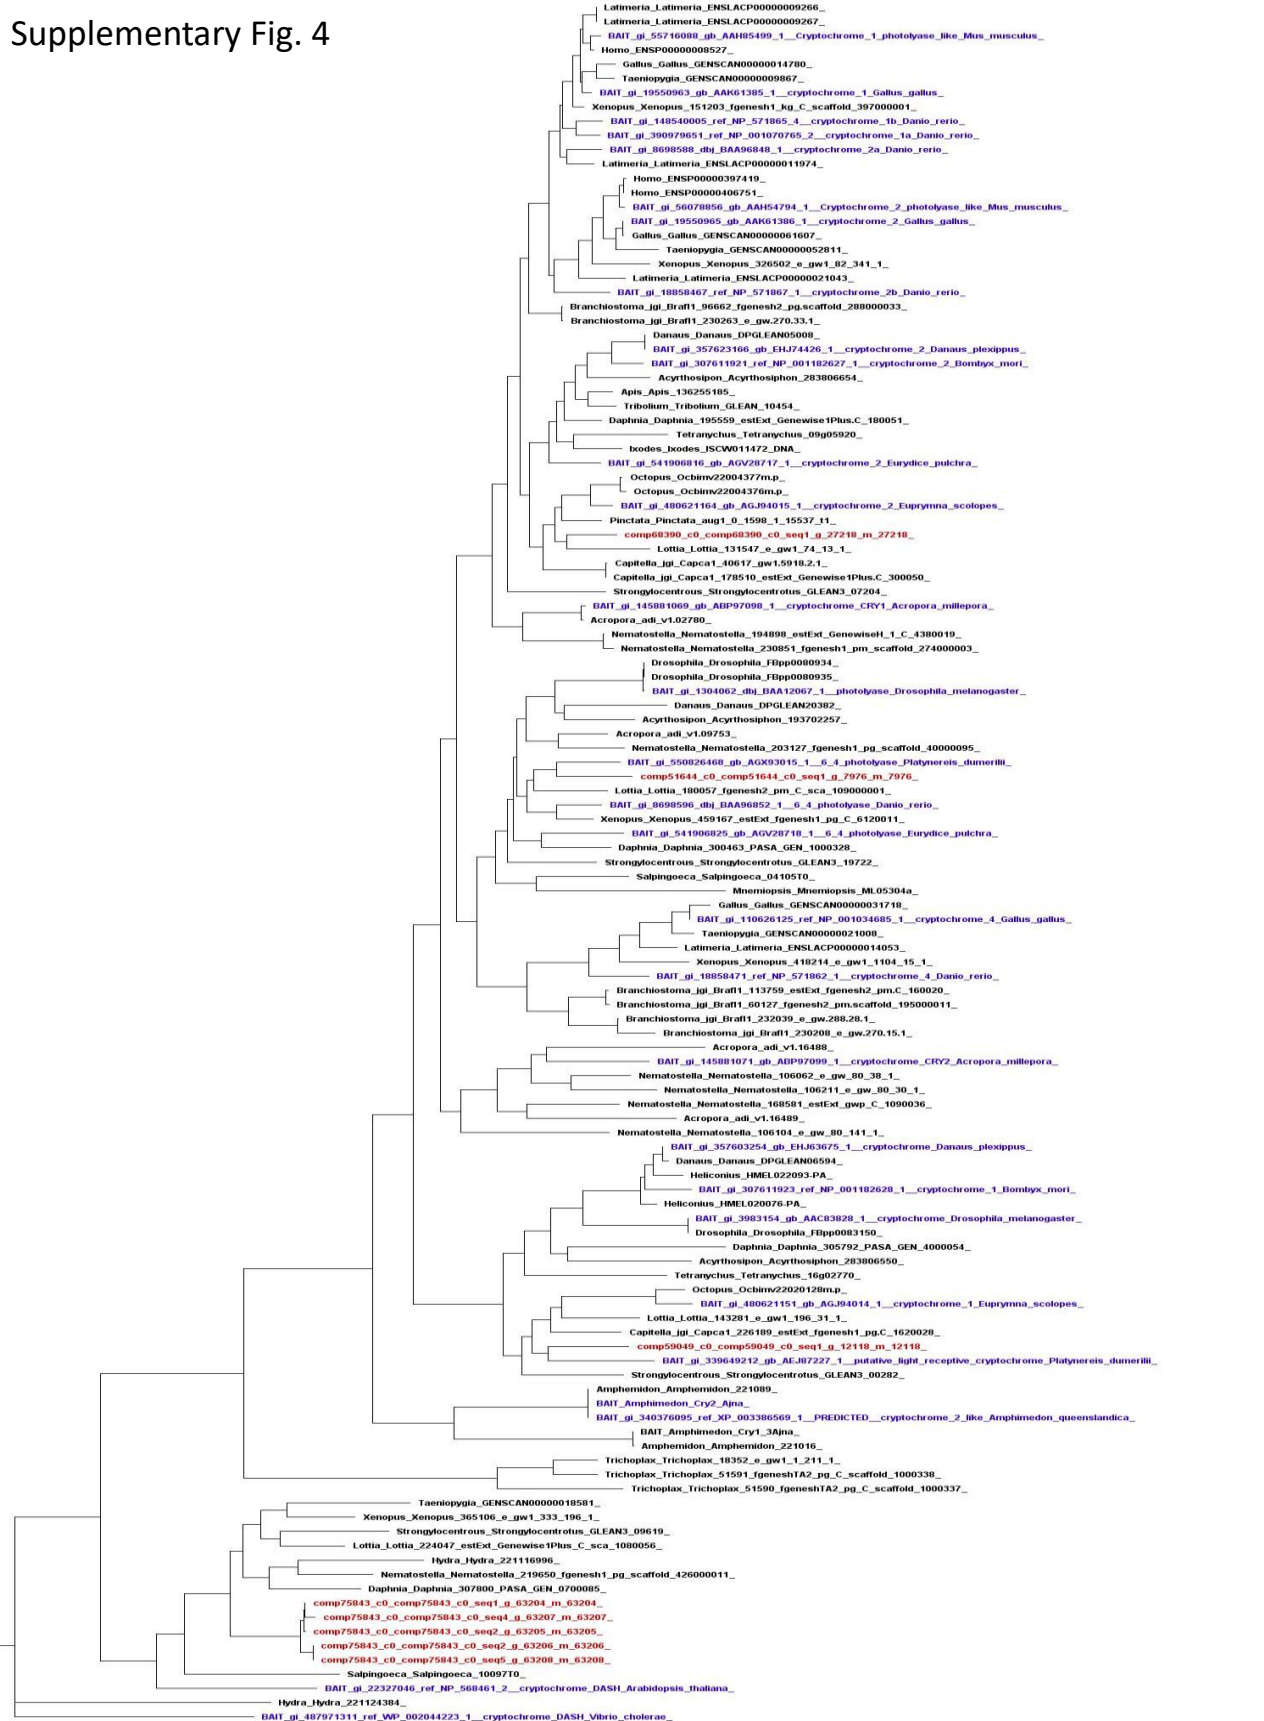 Supplementary Fig. 4
Latimeria_Latimeria_ENSLACP00000009266_
Latimeria_Latimeria_ENSLACP00000009267_
BAIT_gi_55716088_gb_AAH85499_1__Cryptochrome_1_photolyase_like_Mus_musculus_
Homo_ENSP00000008527_
Gallus_Gallus_GENSCAN00000014780_
Taeniopygia_GENSCAN00000009867_
BAIT_gi_19550963_gb_AAK61385_1__cryptochrome_1_Gallus_gallus_
Xenopus_Xenopus_151203_fgenesh1_kg_C_scaffold_397000001_
BAIT_gi_148540005_ref_NP_571865_4__cryptochrome_1b_Danio_rerio_
BAIT_gi_390979651_ref_NP_001070765_2__cryptochrome_1a_Danio_rerio_
BAIT_gi_8698588_dbj_BAA96848_1__cryptochrome_2a_Danio_rerio_
Latimeria_Latimeria_ENSLACP00000011974_
Homo_ENSP00000397419_
Homo_ENSP00000406751_
BAIT_gi_56078856_gb_AAH54794_1__Cryptochrome_2_photolyase_like_Mus_musculus_
BAIT_gi_19550965_gb_AAK61386_1__cryptochrome_2_Gallus_gallus_
Gallus_Gallus_GENSCAN00000061607_
Taeniopygia_GENSCAN00000052811_
Xenopus_Xenopus_326502_e_gw1_82_341_1_
Latimeria_Latimeria_ENSLACP00000021043_
BAIT_gi_18858467_ref_NP_571867_1__cryptochrome_2b_Danio_rerio_
Branchiostoma_jgi_Brafl1_96662_fgenesh2_pg.scaffold_288000033_
Branchiostoma_jgi_Brafl1_230263_e_gw.270.33.1_
Danaus_Danaus_DPGLEAN05008_
BAIT_gi_357623166_gb_EHJ74426_1__cryptochrome_2_Danaus_plexippus_
BAIT_gi_307611921_ref_NP_001182627_1__cryptochrome_2_Bombyx_mori_
Acyrthosipon_Acyrthosiphon_283806654_
Apis_Apis_136255185_
Tribolium_Tribolium_GLEAN_10454_
Daphnia_Daphnia_195559_estExt_Genewise1Plus.C_180051_
Tetranychus_Tetranychus_09g05920_
Ixodes_Ixodes_ISCW011472_DNA_
BAIT_gi_541906816_gb_AGV28717_1__cryptochrome_2_Eurydice_pulchra_
Octopus_Ocbimv22004377m.p_
Octopus_Ocbimv22004376m.p_
BAIT_gi_480621164_gb_AGJ94015_1__cryptochrome_2_Euprymna_scolopes_
Pinctata_Pinctata_aug1_0_1598_1_15537_t1_
comp68390_c0_comp68390_c0_seq1_g_27218_m_27218_
Lottia_Lottia_131547_e_gw1_74_13_1_
Capitella_jgi_Capca1_40617_gw1.5918.2.1_
Capitella_jgi_Capca1_178510_estExt_Genewise1Plus.C_300050_
Strongylocentrous_Strongylocentrotus_GLEAN3_07204_
BAIT_gi_145881069_gb_ABP97098_1__cryptochrome_CRY1_Acropora_millepora_
Acropora_adi_v1.02780_
Nematostella_Nematostella_194898_estExt_GenewiseH_1_C_4380019_
Nematostella_Nematostella_230851_fgenesh1_pm_scaffold_274000003_
Drosophila_Drosophila_FBpp0080934_
Drosophila_Drosophila_FBpp0080935_
BAIT_gi_1304062_dbj_BAA12067_1__photolyase_Drosophila_melanogaster_
Danaus_Danaus_DPGLEAN20382_
Acyrthosipon_Acyrthosiphon_193702257_
Acropora_adi_v1.09753_
Nematostella_Nematostella_203127_fgenesh1_pg_scaffold_40000095_
BAIT_gi_550826468_gb_AGX93015_1__6_4_photolyase_Platynereis_dumerilii_
comp51644_c0_comp51644_c0_seq1_g_7976_m_7976_
Lottia_Lottia_180057_fgenesh2_pm_C_sca_109000001_
BAIT_gi_8698596_dbj_BAA96852_1__6_4_photolyase_Danio_rerio_
Xenopus_Xenopus_459167_estExt_fgenesh1_pg_C_6120011_
BAIT_gi_541906825_gb_AGV28718_1__6_4_photolyase_Eurydice_pulchra_
Daphnia_Daphnia_300463_PASA_GEN_1000328_
Strongylocentrous_Strongylocentrotus_GLEAN3_19722_
Salpingoeca_Salpingoeca_04105T0_
Mnemiopsis_Mnemiopsis_ML05304a_
Gallus_Gallus_GENSCAN00000031718_
BAIT_gi_110626125_ref_NP_001034685_1__cryptochrome_4_Gallus_gallus_
Taeniopygia_GENSCAN00000021008_
Latimeria_Latimeria_ENSLACP00000014053_
Xenopus_Xenopus_418214_e_gw1_1104_15_1_
BAIT_gi_18858471_ref_NP_571862_1__cryptochrome_4_Danio_rerio_
Branchiostoma_jgi_Brafl1_113759_estExt_fgenesh2_pm.C_160020_
Branchiostoma_jgi_Brafl1_60127_fgenesh2_pm.scaffold_195000011_
Branchiostoma_jgi_Brafl1_232039_e_gw.288.28.1_
Branchiostoma_jgi_Brafl1_230208_e_gw.270.15.1_
Acropora_adi_v1.16488_
BAIT_gi_145881071_gb_ABP97099_1__cryptochrome_CRY2_Acropora_millepora_
Nematostella_Nematostella_106062_e_gw_80_38_1_
Nematostella_Nematostella_106211_e_gw_80_30_1_
Nematostella_Nematostella_168581_estExt_gwp_C_1090036_
Acropora_adi_v1.16489_
Nematostella_Nematostella_106104_e_gw_80_141_1_
BAIT_gi_357603254_gb_EHJ63675_1__cryptochrome_Danaus_plexippus_
Danaus_Danaus_DPGLEAN06594_
Heliconius_HMEL022093-PA_
BAIT_gi_307611923_ref_NP_001182628_1__cryptochrome_1_Bombyx_mori_
Heliconius_HMEL020076-PA_
BAIT_gi_3983154_gb_AAC83828_1__cryptochrome_Drosophila_melanogaster_
Drosophila_Drosophila_FBpp0083150_
Daphnia_Daphnia_305792_PASA_GEN_4000054_
Acyrthosipon_Acyrthosiphon_283806550_
Tetranychus_Tetranychus_16g02770_
Octopus_Ocbimv22020128m.p_
BAIT_gi_480621151_gb_AGJ94014_1__cryptochrome_1_Euprymna_scolopes_
Lottia_Lottia_143281_e_gw1_196_31_1_
Capitella_jgi_Capca1_226189_estExt_fgenesh1_pg.C_1620028_
comp59049_c0_comp59049_c0_seq1_g_12118_m_12118_
BAIT_gi_339649212_gb_AEJ87227_1__putative_light_receptive_cryptochrome_Platynereis_dumerilii_
Strongylocentrous_Strongylocentrotus_GLEAN3_00282_
Amphemidon_Amphemidon_221089_
BAIT_Amphimedon_Cry2_Ajna_
BAIT_gi_340376095_ref_XP_003386569_1__PREDICTED__cryptochrome_2_like_Amphimedon_queenslandica_
BAIT_Amphimedon_Cry1_3Ajna_
Amphemidon_Amphemidon_221016_
Trichoplax_Trichoplax_18352_e_gw1_1_211_1_
Trichoplax_Trichoplax_51591_fgeneshTA2_pg_C_scaffold_1000338_
Trichoplax_Trichoplax_51590_fgeneshTA2_pg_C_scaffold_1000337_
Taeniopygia_GENSCAN00000018581_
Xenopus_Xenopus_365106_e_gw1_333_196_1_
Strongylocentrous_Strongylocentrotus_GLEAN3_09619_
Lottia_Lottia_224047_estExt_Genewise1Plus_C_sca_1080056_
Hydra_Hydra_221116996_
Nematostella_Nematostella_219650_fgenesh1_pg_scaffold_426000011_
Daphnia_Daphnia_307800_PASA_GEN_0700085_
comp75843_c0_comp75843_c0_seq1_g_63204_m_63204_
comp75843_c0_comp75843_c0_seq4_g_63207_m_63207_
comp75843_c0_comp75843_c0_seq2_g_63205_m_63205_
comp75843_c0_comp75843_c0_seq2_g_63206_m_63206_
comp75843_c0_comp75843_c0_seq5_g_63208_m_63208_
Salpingoeca_Salpingoeca_10097T0_
BAIT_gi_22327046_ref_NP_568461_2__cryptochrome_DASH_Arabidopsis_thaliana_
Hydra_Hydra_221124384_
BAIT_gi_487971311_ref_WP_002044223_1__cryptochrome_DASH_Vibrio_cholerae_